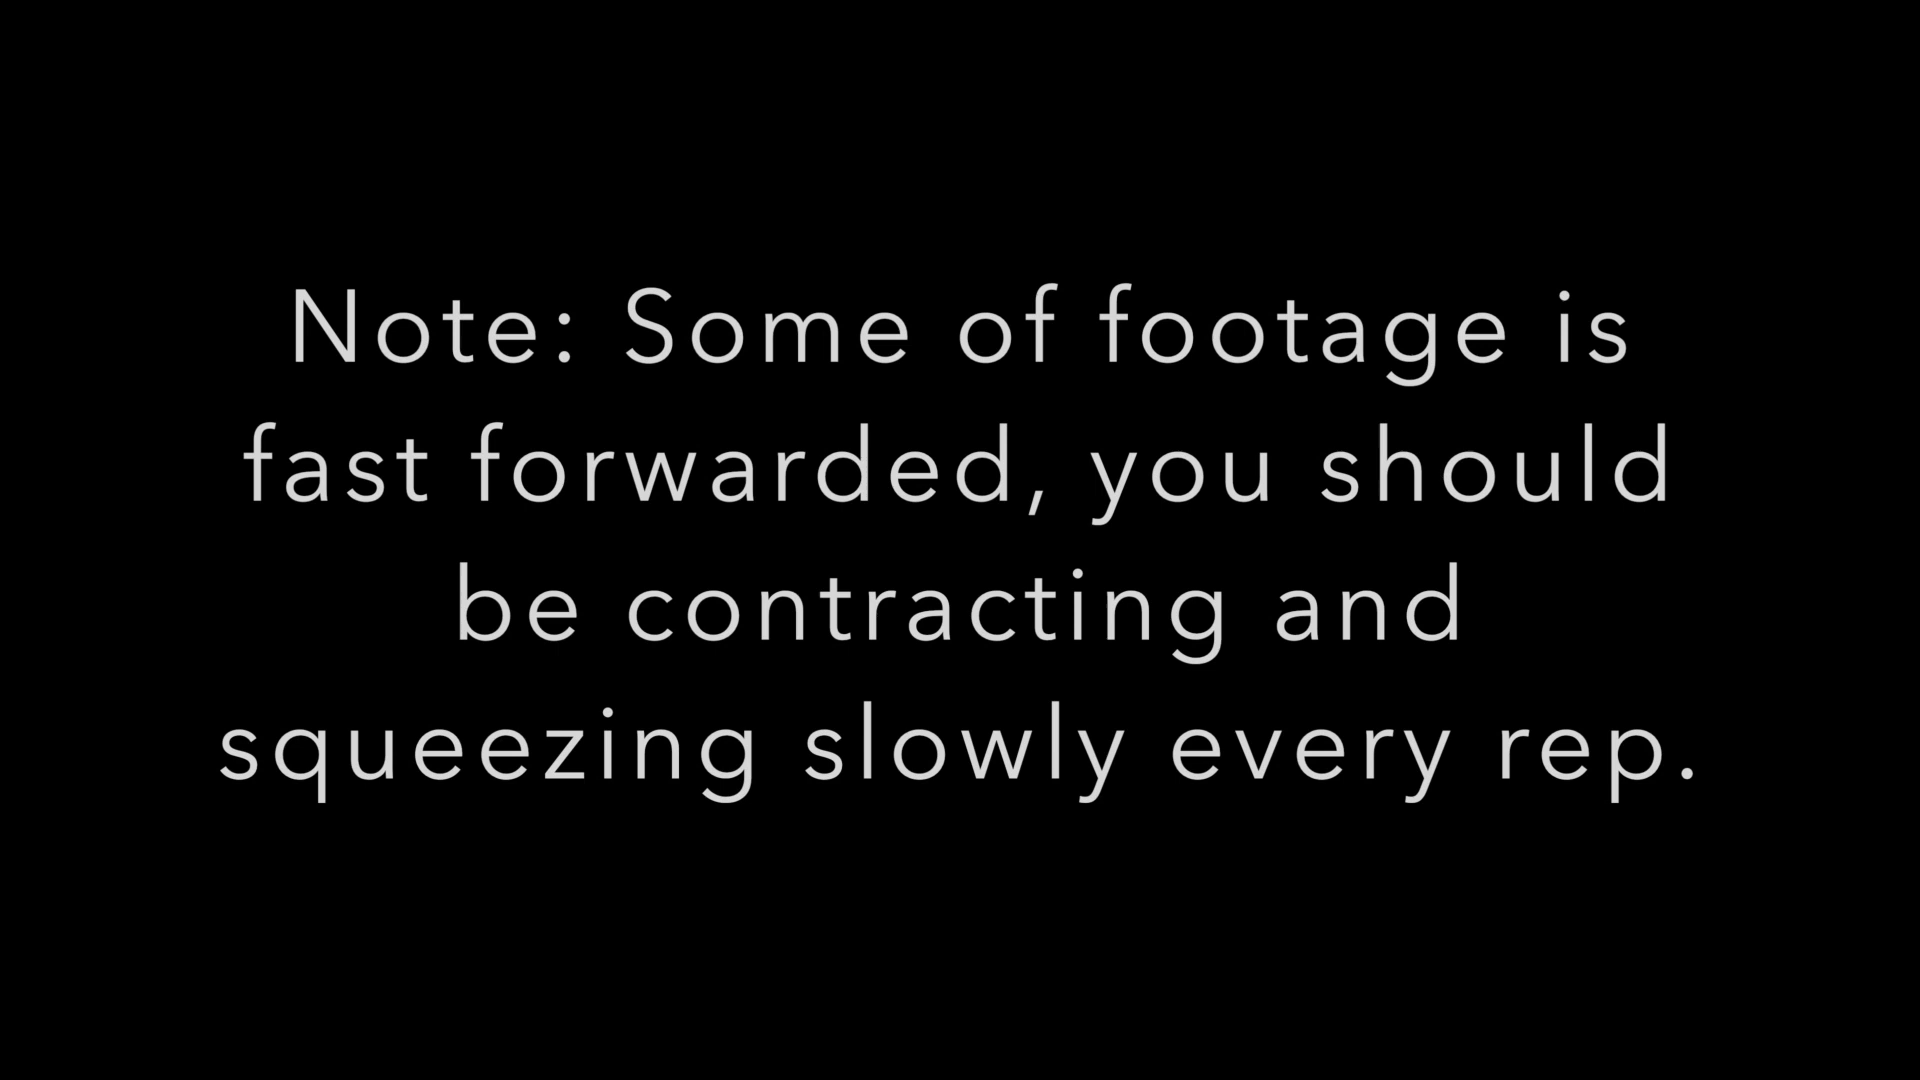 Note: Some of footage is
fast forwarded, you should
be contracting and
squeezing slowly every rep.